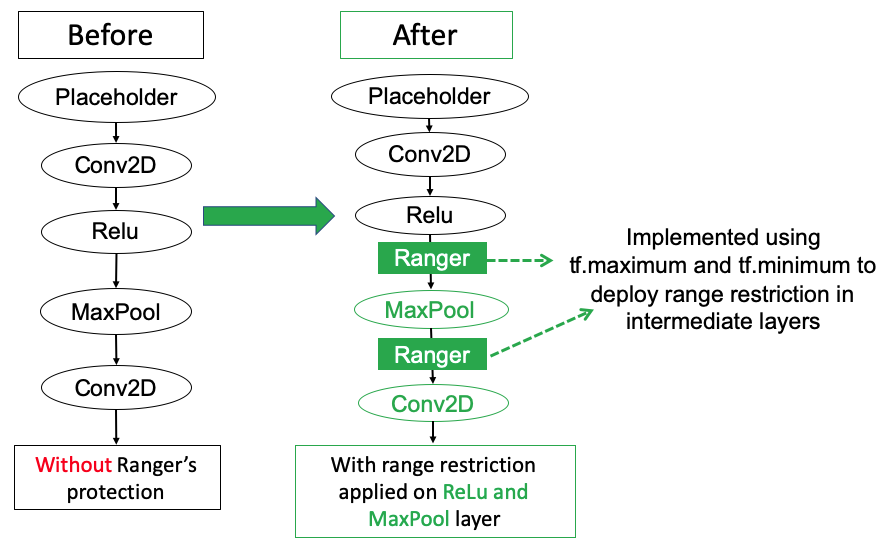 Before
Placeholder
Conv2D
Relu
MaxPool
Conv2D
Without Ranger's
protection
After
Placeholder
Conv2D
Relu
Ranger
MaxPool
Ranger
Conv2D
With range restriction
applied on ReLu and
MaxPool layer
Implemented using
tf.maximum and tf.minimum to
deploy range restriction in
intermediate layers